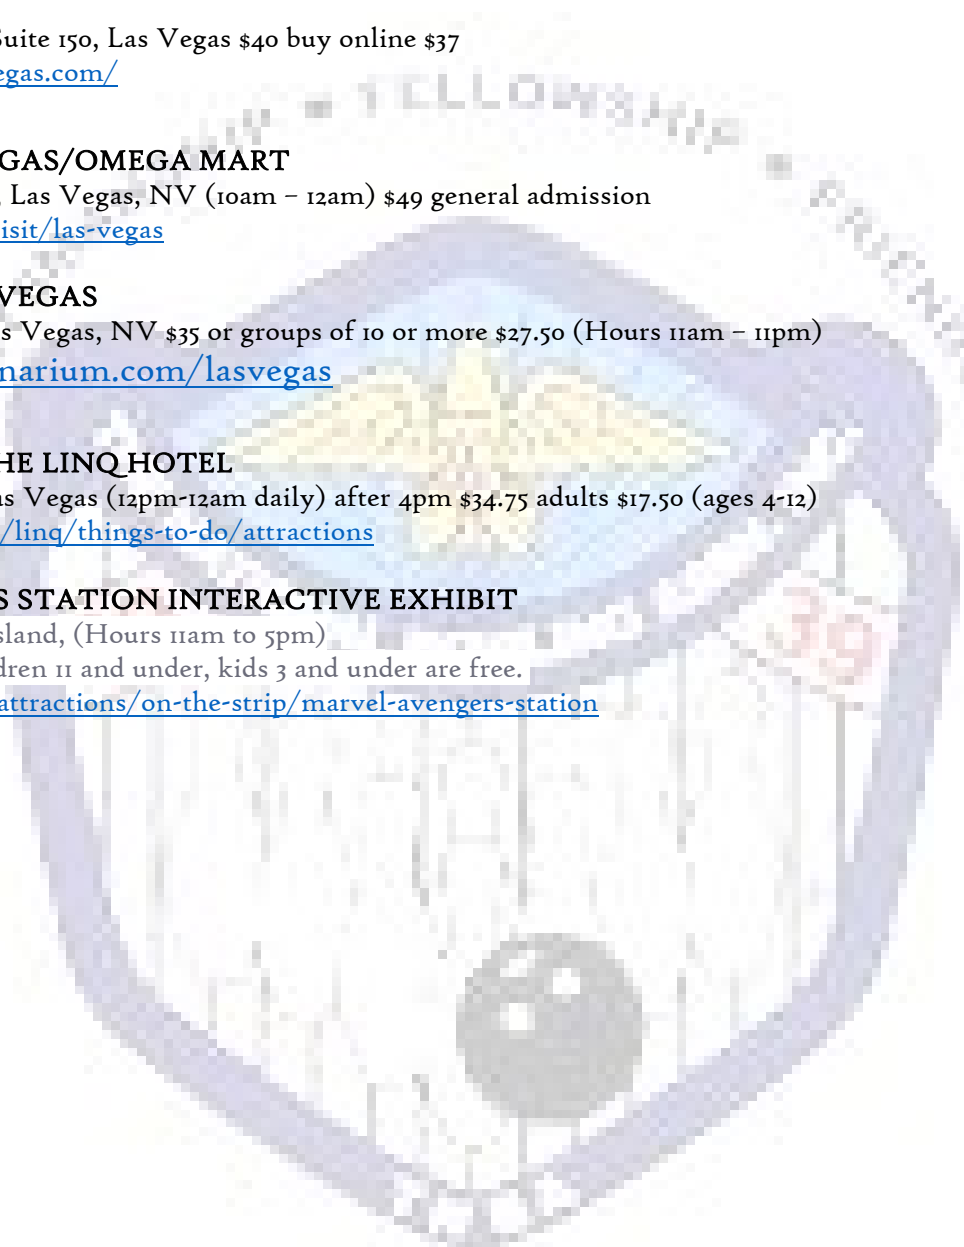 Suite 150, Las Vegas $40 buy online $37
egas.com/
FELLOWSHIP
GAS/OMEGA MART
, Las Vegas, NV (10am – 12am) $49 general admission
isit/las-vegas
VEGAS
s Vegas, NV $35 or groups of 10 or more $27.50 (Hours 11am – 11pm)
narium.com/lasvegas
HE LINQ HOTEL
as Vegas (12pm-12am daily) after 4pm $34.75 adults $17.50 (ages 4-12)
/linq/things-to-do/attractions
S STATION INTERACTIVE EXHIBIT
sland, (Hours 11am to 5pm)
39
dren 11 and under, kids 3 and under are free.
attractions/on-the-strip/marvel-avengers-station